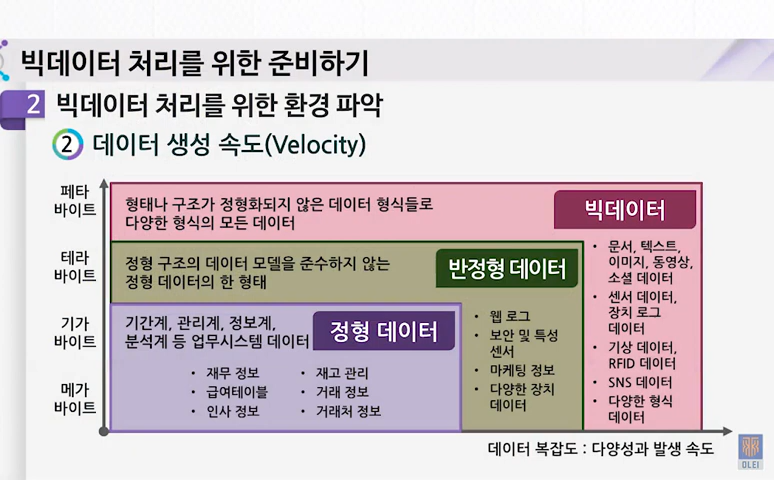 빅데이터 처리를 위한 준비하기
2 빅데이터 처리를 위한 환경 파악
② 데이터 생성 속도(Velocity)
페타
바이트
형태나 구조가 정형화되지 않은 데이터 형식들로
다양한 형식의 모든 데이터
빅데이터
테라
바이트
정형 구조의 데이터 모델을 준수하지 않는
정형 데이터의 한 형태
반정형 데이터
• 문서, 텍스트,
이미지, 동영상,
소셜 데이터
• 센서 데이터,
장치 로그
데이터
• 기상 데이터,
RFID 데이터
• SNS 데이터
• 다양한 형식
데이터
기가
바이트
기간계, 관리계, 정보계,
분석계 등 업무시스템 데이터
정형 데이터
• 웹 로그
• 보안 및 특성
센서
• 마케팅 정보
• 다양한 장치
데이터
메가
바이트
• 재무 정보
• 급여테이블
• 인사 정보
• 재고 관리
• 거래 정보
• 거래처 정보
데이터 복잡도 : 다양성과 발생 속도
OLEI